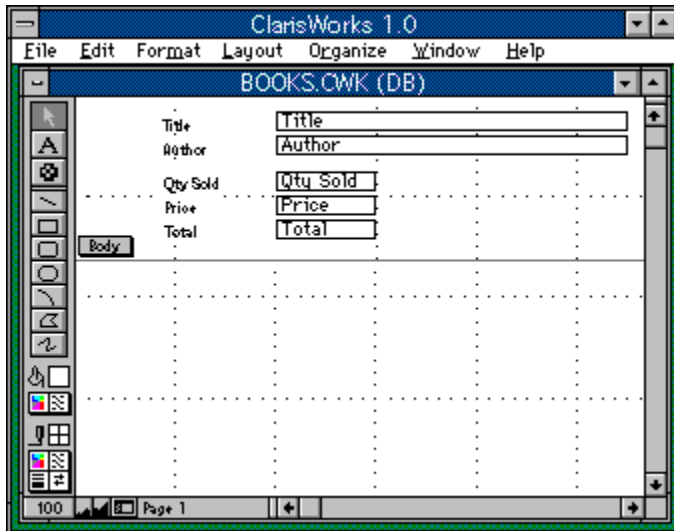 ClarisWorks 1.0
File Edit Format Layout Organize Window Help
BOOKS.CWK (DB)
Title Title
Author Author
Qty Sold Qty Sold
Price Price
Total Total
Body
A
100 Page 1